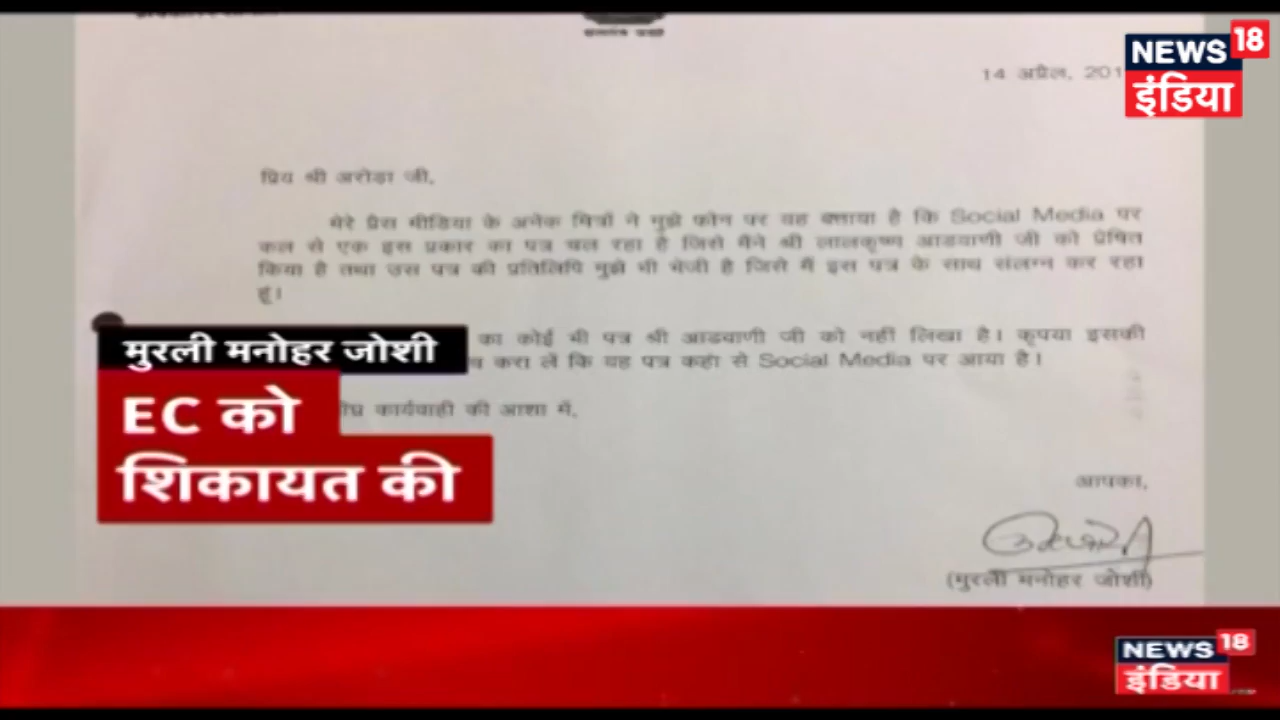 NEWS 18
इंडिया
14 अप्रैल, 201
प्रिय श्री अरोड़ा जी,
मेरे प्रैस मीडिया के अनेक मित्रों ने मुझे फोन पर यह बताया है कि Social Media पर
कल से एक इस प्रकार का पत्र चल रहा है जिसे मैंने श्री लालकृष्ण आडवाणी जी को प्रेषित
किया है तथा उस पत्र की प्रतिलिपि मुझे भी भेजी है जिसे मैं इस पत्र के साथ संलग्न कर रहा
हूं।
का कोई भी पत्र श्री आडवाणी जी को नहीं लिखा है। कृपया इसकी
करा लें कि यह पत्र कहां से Social Media पर आया है।
कार्यवाही की आशा में,
मुरली मनोहर जोशी
EC को
शिकायत की
आपका,
(मुरली मनोहर जोशी)
NEWS 18
इंडिया